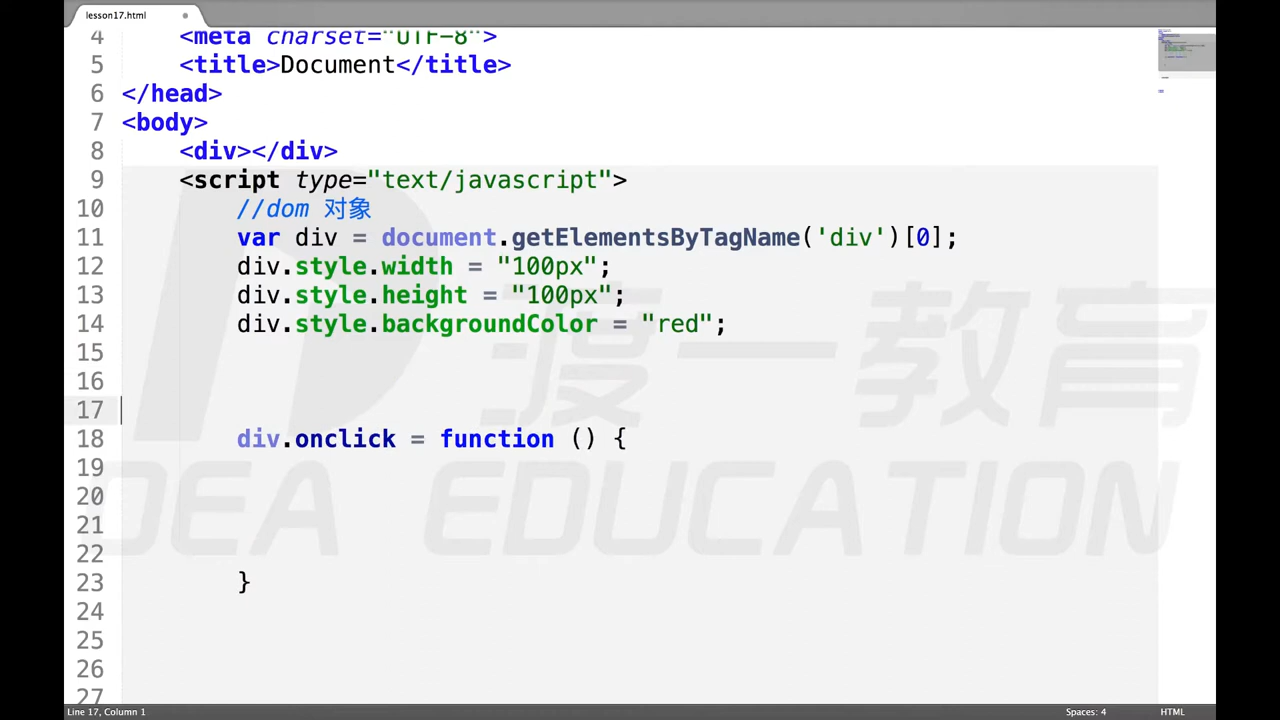 lesson17.html
4 <meta charset="UTF-8">
5 <title>Document</title>
6 </head>
7 <body>
8 <div></div>
9 <script type="text/javascript">
10 //dom 对象
11 var div = document.getElementsByTagName('div')[0];
12 div.style.width = "100px";
13 div.style.height = "100px";
14 div.style.backgroundColor = "red";
15
16
17
18 div.onclick = function () {
19
20
21
22
23 }
24
25
26
27
渡一教育
DEA EDUCATION
Line 17, Column 1
Spaces: 4
HTML